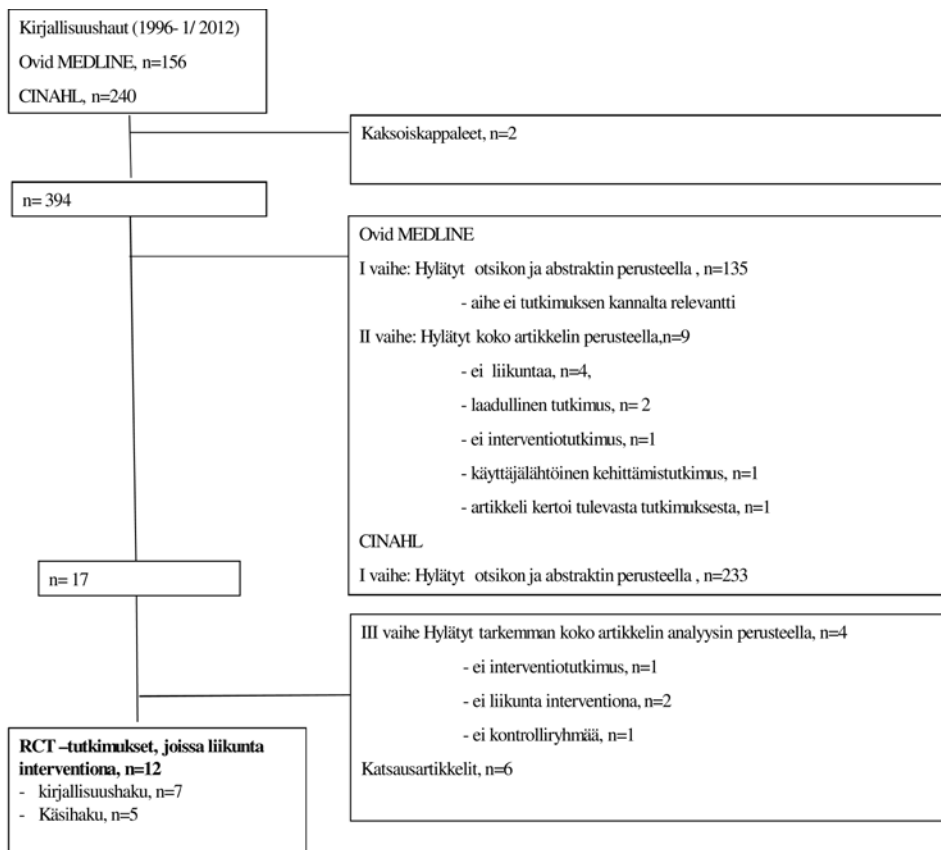 Kirjallisuushaut (1996- 1/ 2012)
Ovid MEDLINE, n=156
CINAHL, n=240
Kaksoiskappaleet, n=2
n= 394
Ovid MEDLINE
I vaihe: Hylätyt otsikon ja abstraktin perusteella , n=135
- aihe ei tutkimuksen kannalta relevantti
II vaihe: Hylätyt koko artikkelin perusteella,n=9
- ei liikuntaa, n=4,
- laadullinen tutkimus, n= 2
- ei interventiotutkimus, n=1
- käyttäjälähtöinen kehittämistutkimus, n=1
- artikkeli kertoi tulevasta tutkimuksesta, n=1
CINAHL
I vaihe: Hylätyt otsikon ja abstraktin perusteella , n=233
n= 17
III vaihe Hylätyt tarkemman koko artikkelin analyysin perusteella, n=4
- ei interventiotutkimus, n=1
- ei liikunta interventiona, n=2
- ei kontrolliryhmää, n=1
Katsausartikkelit, n=6
RCT –tutkimukset, joissa liikunta
interventiona, n=12
- kirjallisuushaku, n=7
- Käsihaku, n=5